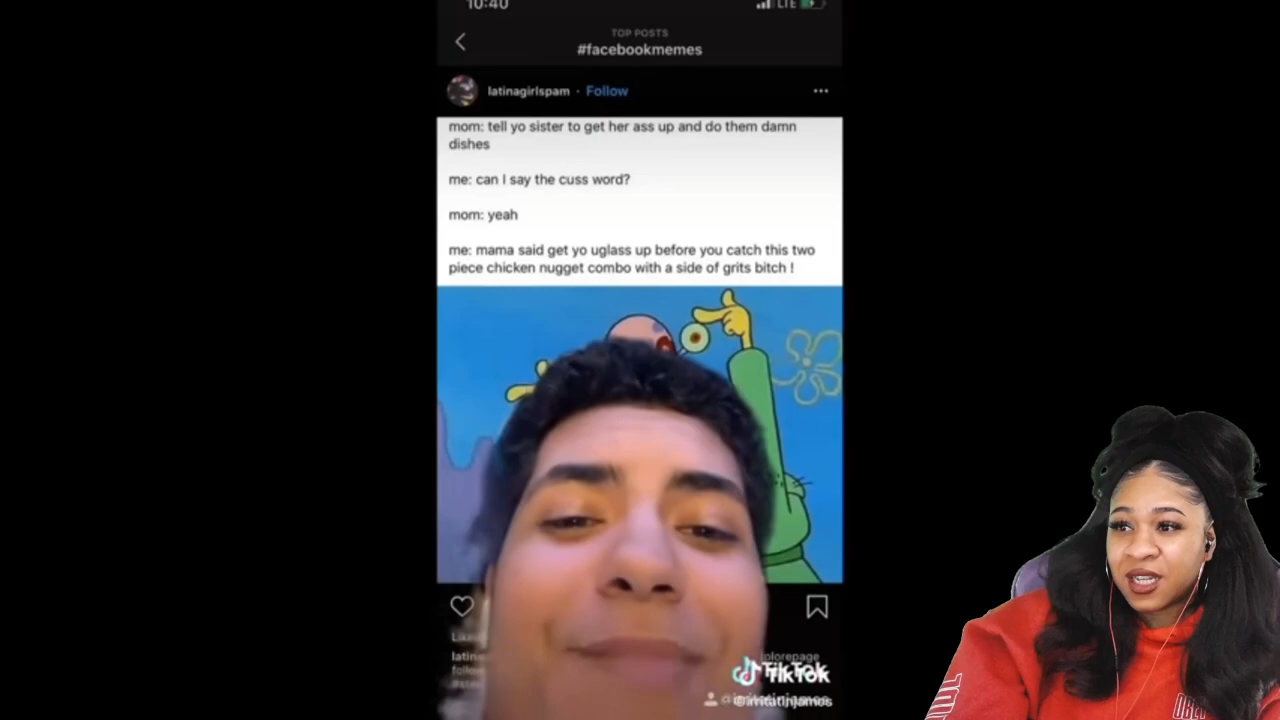 10:40
LTE
TOP POSTS
#facebookmemes
latinagirlspam · Follow
mom: tell yo sister to get her ass up and do them damn
dishes
me: can I say the cuss word?
mom: yeah
me: mama said get yo uglass up before you catch this two
piece chicken nugget combo with a side of grits bitch !
TikTok